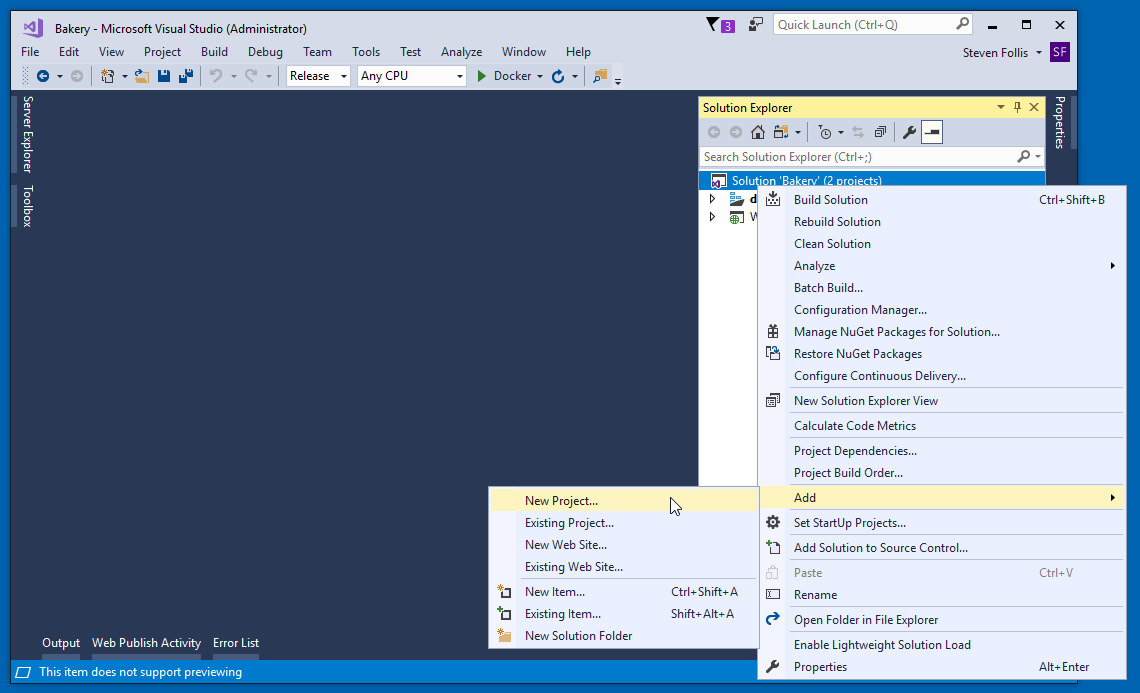 Bakery - Microsoft Visual Studio (Administrator)
3
Quick Launch (Ctrl+Q)
File Edit View Project Build Debug Team Tools Test Analyze Window Help
Steven Follis SF
Release Any CPU Docker
Server Explorer
Toolbox
Solution Explorer
Properties
Search Solution Explorer (Ctrl+;)
Solution 'Bakery' (2 projects)
d
W
Build Solution Ctrl+Shift+B
Rebuild Solution
Clean Solution
Analyze
Batch Build...
Configuration Manager...
Manage NuGet Packages for Solution...
Restore NuGet Packages
Configure Continuous Delivery...
New Solution Explorer View
Calculate Code Metrics
Project Dependencies...
Project Build Order...
Add
Set StartUp Projects...
Add Solution to Source Control...
Paste Ctrl+V
Rename
Open Folder in File Explorer
Enable Lightweight Solution Load
Properties Alt+Enter
New Project...
Existing Project...
New Web Site...
Existing Web Site...
New Item... Ctrl+Shift+A
Existing Item... Shift+Alt+A
New Solution Folder
Output Web Publish Activity Error List
This item does not support previewing